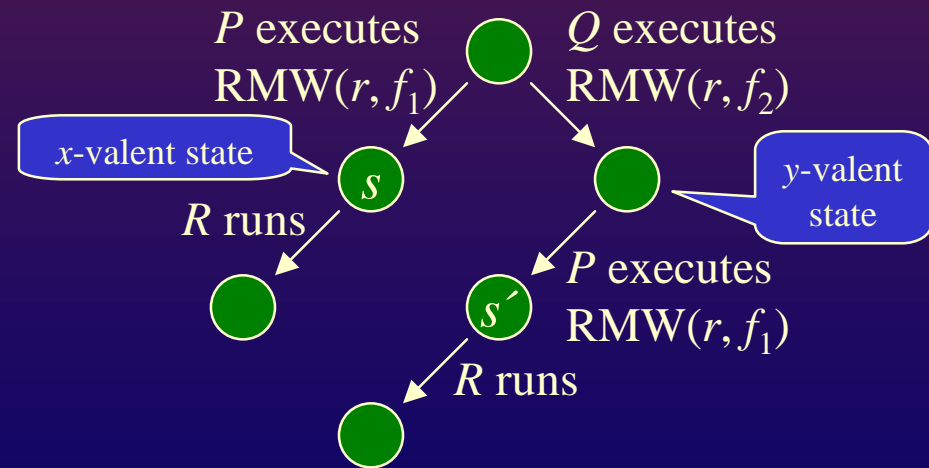 P executes
RMW(r, f₁)
Q executes
RMW(r, f₂)
x-valent state
s
y-valent
state
R runs
P executes
RMW(r, f₁)
s´
R runs